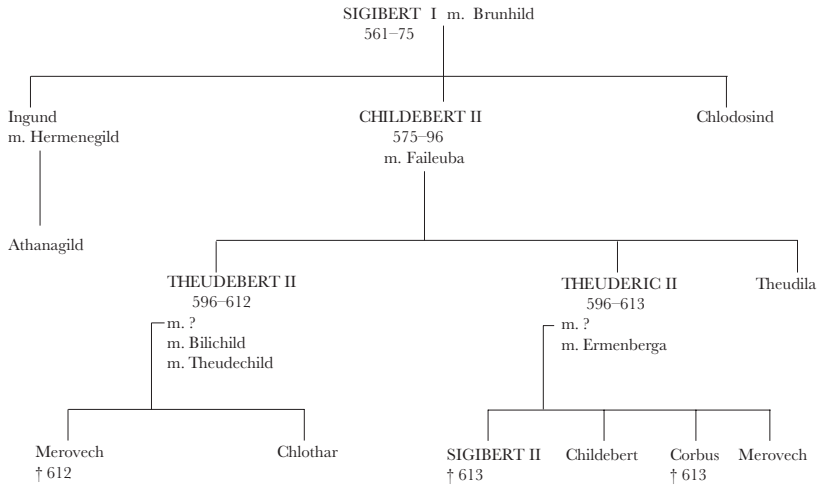 SIGIBERT I m. Brunhild
561–75
Ingund
m. Hermenegild
CHILDEBERT II
575–96
m. Faileuba
Chlodosind
Athanagild
THEUDEBERT II
596–612
m. ?
m. Bilichild
m. Theudechild
THEUDERIC II
596–613
m. ?
m. Ermenberga
Theudila
Merovech
† 612
Chlothar
SIGIBERT II
† 613
Childebert
Corbus
† 613
Merovech